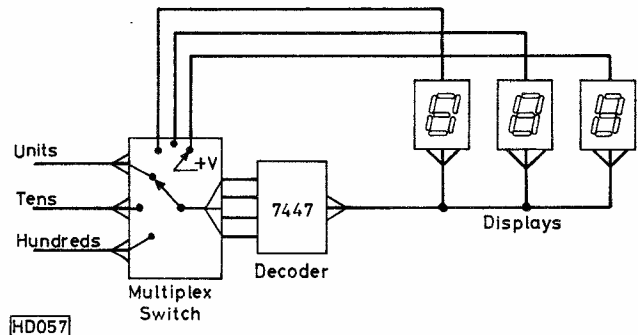 Units
Tens
Hundreds
+V
Multiplex
Switch
7447
Decoder
Displays
HD057